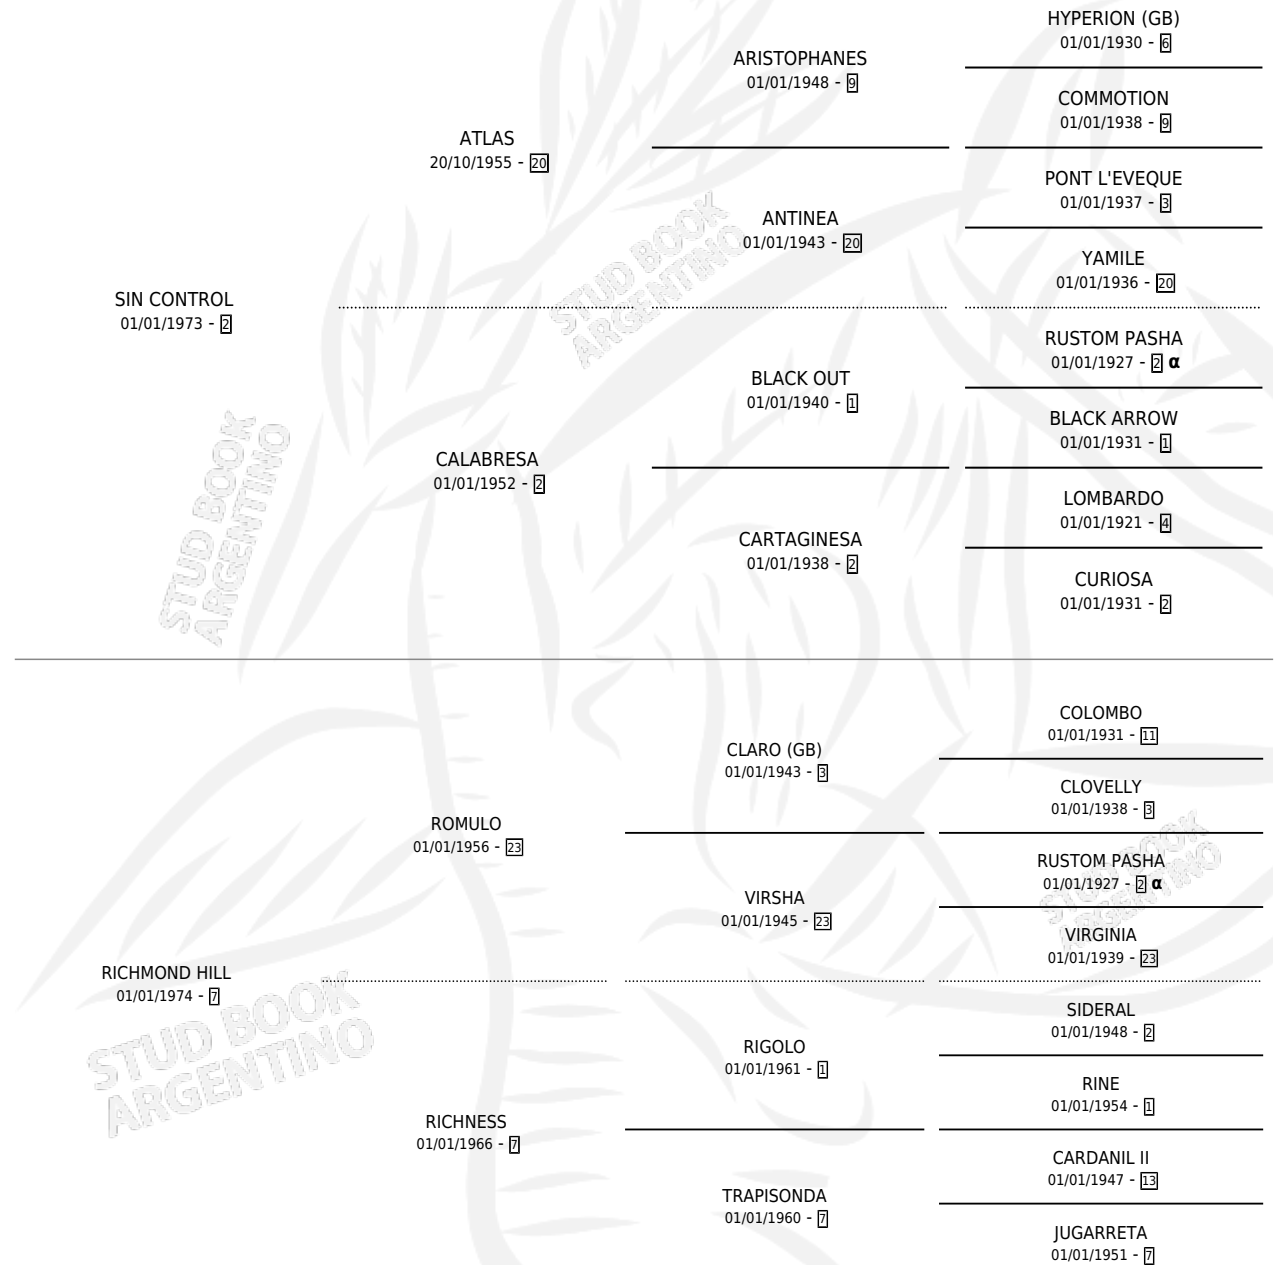 HYPERION (GB)
01/01/1930 - 6
ARISTOPHANES
01/01/1948 - 9
COMMOTION
01/01/1938 - 9
ATLAS
20/10/1955 - 20
PONT L'EVEQUE
01/01/1937 - 3
ANTINEA
01/01/1943 - 20
YAMILE
01/01/1936 - 20
SIN CONTROL
01/01/1973 - 2
RUSTOM PASHA
01/01/1927 - 2 α
BLACK OUT
01/01/1940 - 1
BLACK ARROW
01/01/1931 - 1
CALABRESA
01/01/1952 - 2
LOMBARDO
01/01/1921 - 4
CARTAGINESA
01/01/1938 - 2
CURIOSA
01/01/1931 - 2
COLOMBO
01/01/1931 - 11
CLARO (GB)
01/01/1943 - 3
CLOVELLY
01/01/1938 - 3
ROMULO
01/01/1956 - 23
RUSTOM PASHA
01/01/1927 - 2 α
VIRSHA
01/01/1945 - 23
VIRGINIA
01/01/1939 - 23
RICHMOND HILL
01/01/1974 - 7
SIDERAL
01/01/1948 - 2
RIGOLO
01/01/1961 - 1
RINE
01/01/1954 - 1
RICHNESS
01/01/1966 - 7
CARDANIL II
01/01/1947 - 13
TRAPISONDA
01/01/1960 - 7
JUGARRETA
01/01/1951 - 7
STUD BOOK
ARGENTINO
STUD BOOK
ARGENTINO
STUD BOOK
ARGENTINO
STUD BOOK
ARGENTINO